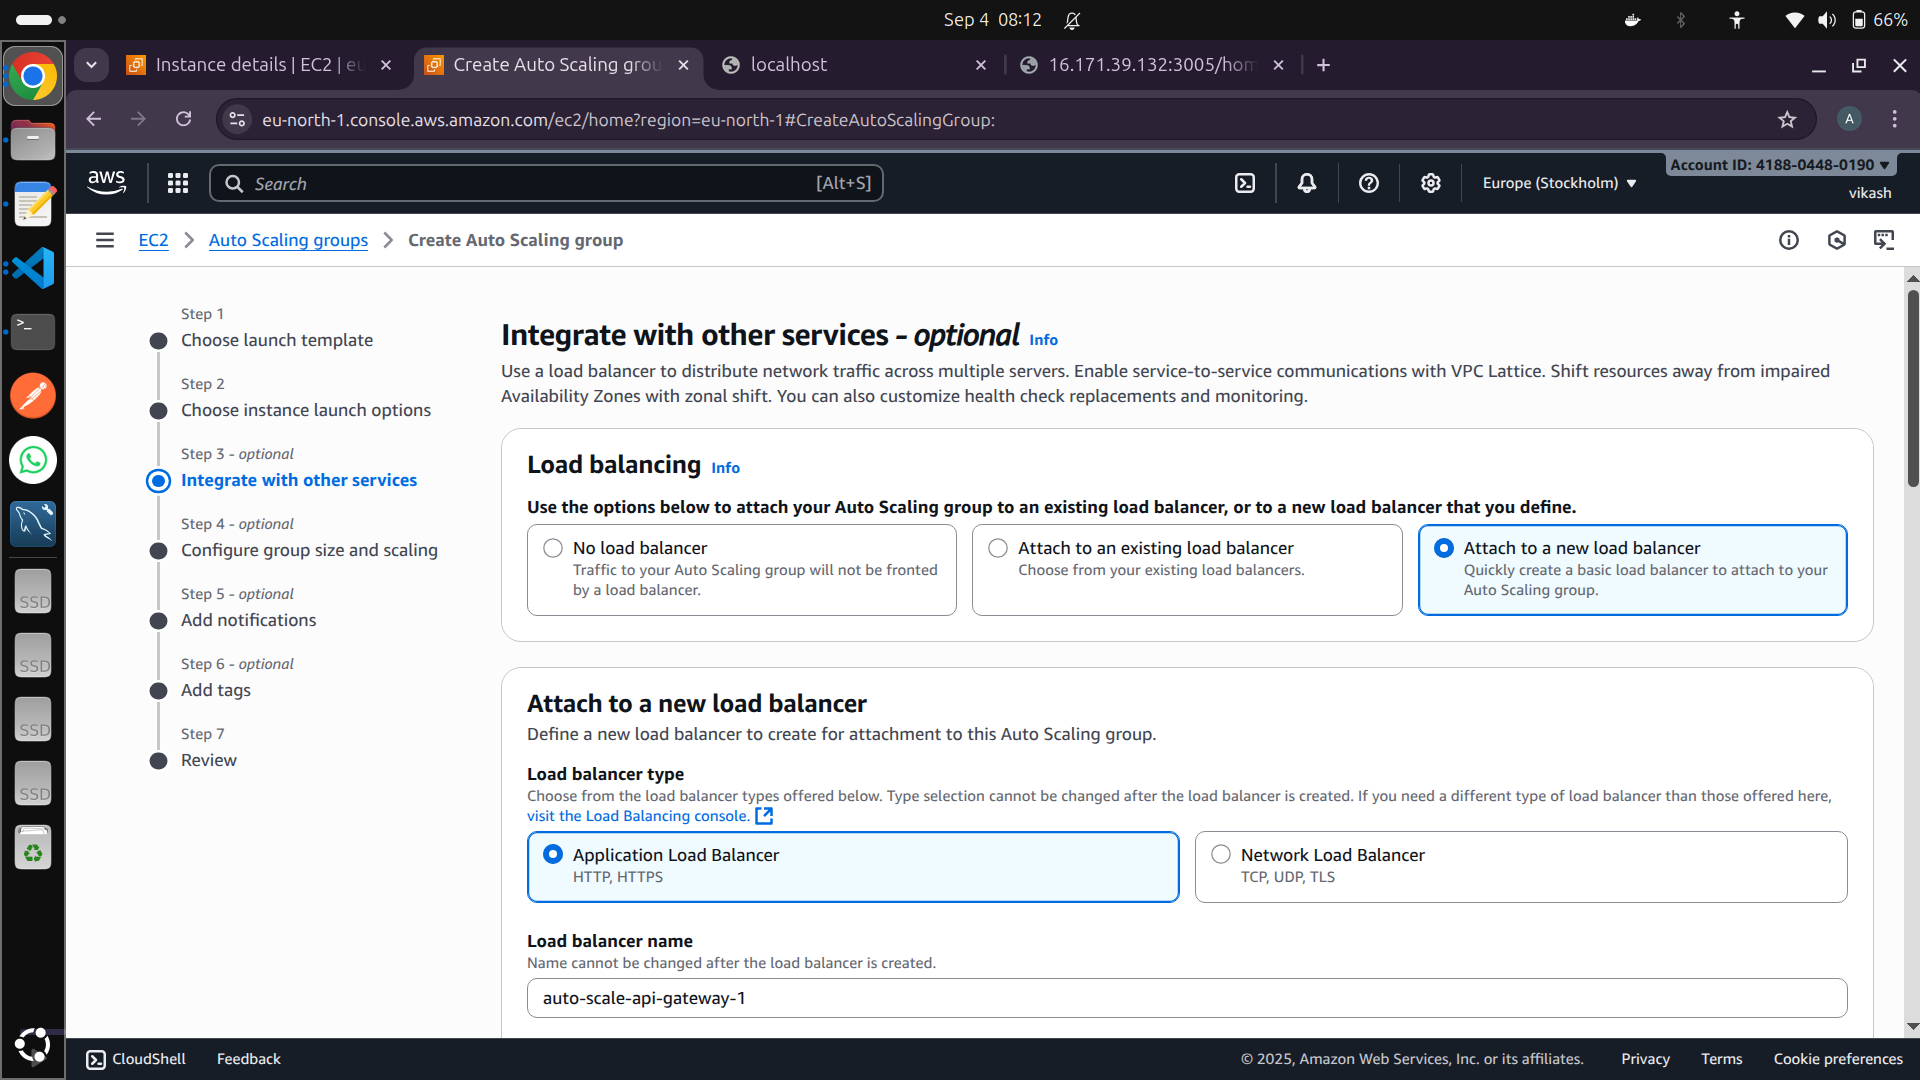 Sep 4 08:12
66%
Instance details | EC2 | eu
Create Auto Scaling grou
localhost
16.171.39.132:3005/hom
eu-north-1.console.aws.amazon.com/ec2/home?region=eu-north-1#CreateAutoScalingGroup:
A
aws
Search
[Alt+S]
Europe (Stockholm)
Account ID: 4188-0448-0190
vikash
EC2
Auto Scaling groups
Create Auto Scaling group
Step 1
Choose launch template
Step 2
Choose instance launch options
Step 3 - optional
Integrate with other services
Step 4 - optional
Configure group size and scaling
Step 5 - optional
Add notifications
Step 6 - optional
Add tags
Step 7
Review
Integrate with other services - optional Info
Use a load balancer to distribute network traffic across multiple servers. Enable service-to-service communications with VPC Lattice. Shift resources away from impaired
Availability Zones with zonal shift. You can also customize health check replacements and monitoring.
Load balancing Info
Use the options below to attach your Auto Scaling group to an existing load balancer, or to a new load balancer that you define.
No load balancer
Traffic to your Auto Scaling group will not be fronted
by a load balancer.
Attach to an existing load balancer
Choose from your existing load balancers.
Attach to a new load balancer
Quickly create a basic load balancer to attach to your
Auto Scaling group.
Attach to a new load balancer
Define a new load balancer to create for attachment to this Auto Scaling group.
Load balancer type
Choose from the load balancer types offered below. Type selection cannot be changed after the load balancer is created. If you need a different type of load balancer than those offered here,
visit the Load Balancing console.
Application Load Balancer
HTTP, HTTPS
Network Load Balancer
TCP, UDP, TLS
Load balancer name
Name cannot be changed after the load balancer is created.
auto-scale-api-gateway-1
SSD
SSD
SSD
SSD
CloudShell
Feedback
© 2025, Amazon Web Services, Inc. or its affiliates.
Privacy
Terms
Cookie preferences